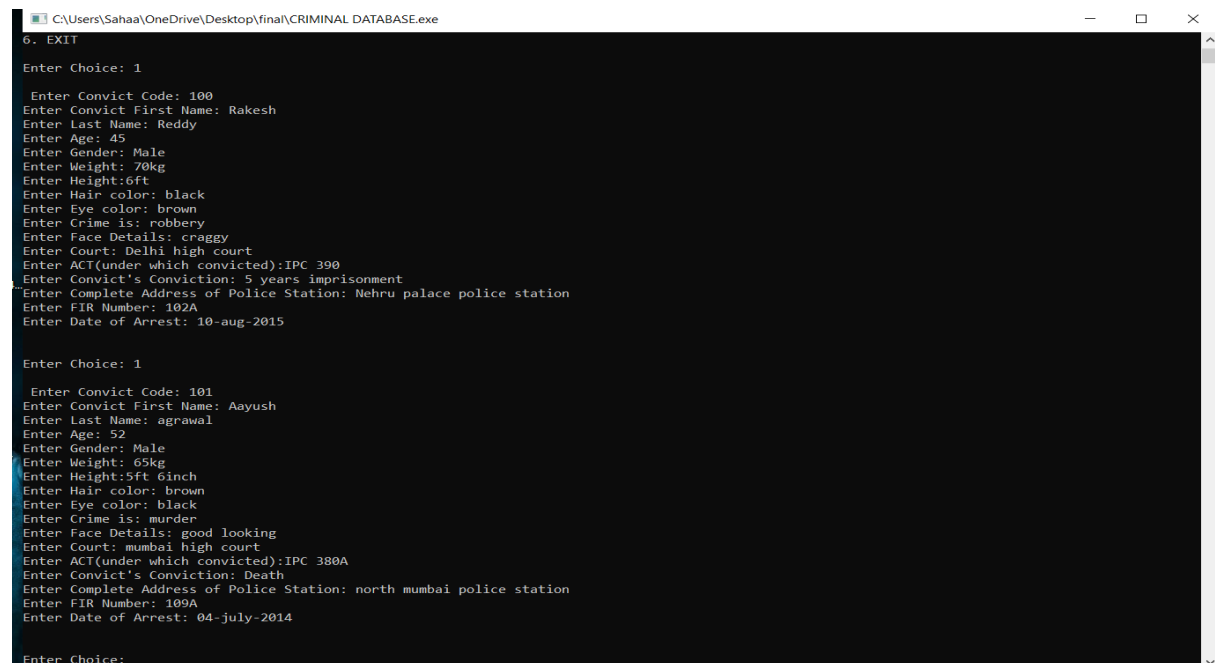 C:\Users\Sahaa\OneDrive\Desktop\final\CRIMINAL DATABASE.exe
6. EXIT
Enter Choice: 1
Enter Convict Code: 100
Enter Convict First Name: Rakesh
Enter Last Name: Reddy
Enter Age: 45
Enter Gender: Male
Enter Weight: 70kg
Enter Height:6ft
Enter Hair color: black
Enter Eye color: brown
Enter Crime is: robbery
Enter Face Details: craggy
Enter Court: Delhi high court
Enter ACT(under which convicted):IPC 390
Enter Convict's Conviction: 5 years imprisonment
Enter Complete Address of Police Station: Nehru palace police station
Enter FIR Number: 102A
Enter Date of Arrest: 10-aug-2015
Enter Choice: 1
Enter Convict Code: 101
Enter Convict First Name: Aayush
Enter Last Name: agrawal
Enter Age: 52
Enter Gender: Male
Enter Weight: 65kg
Enter Height:5ft 6inch
Enter Hair color: brown
Enter Eye color: black
Enter Crime is: murder
Enter Face Details: good looking
Enter Court: mumbai high court
Enter ACT(under which convicted):IPC 380A
Enter Convict's Conviction: Death
Enter Complete Address of Police Station: north mumbai police station
Enter FIR Number: 109A
Enter Date of Arrest: 04-july-2014
Enter Choice: